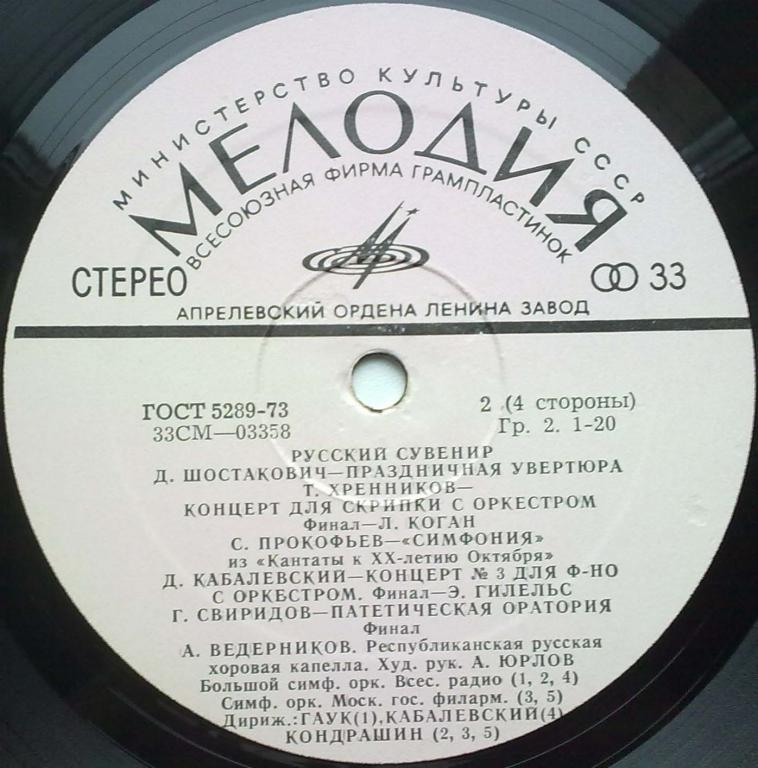 МИНИСТЕРСТВО КУЛЬТУРЫ СССР
МЕЛОДИЯ
ВСЕСОЮЗНАЯ ФИРМА ГРАМПЛАСТИНОК
СТЕРЕО 33
АПРЕЛЕВСКИЙ ОРДЕНА ЛЕНИНА ЗАВОД
ГОСТ 5289-73 2 (4 стороны)
33СМ—03358 Гр. 2. 1-20
РУССКИЙ СУВЕНИР
Д. ШОСТАКОВИЧ—ПРАЗДНИЧНАЯ УВЕРТЮРА
Т. ХРЕННИКОВ—
КОНЦЕРТ ДЛЯ СКРИПКИ С ОРКЕСТРОМ
Финал—Л. КОГАН
С. ПРОКОФЬЕВ—«СИМФОНИЯ»
из «Кантаты к XX-летию Октября»
Д. КАБАЛЕВСКИЙ—КОНЦЕРТ № 3 ДЛЯ Ф-НО
С ОРКЕСТРОМ. Финал—Э. ГИЛЕЛЬС
Г. СВИРИДОВ—ПАТЕТИЧЕСКАЯ ОРАТОРИЯ
Финал
А. ВЕДЕРНИКОВ. Республиканская русская
хоровая капелла. Худ. рук. А. ЮРЛОВ
Большой симф. орк. Всес. радио (1, 2, 4)
Симф. орк. Моск. гос. филарм. (3, 5)
Дириж.: ГАУК(1), КАБАЛЕВСКИЙ(4)
КОНДРАШИН (2, 3, 5)